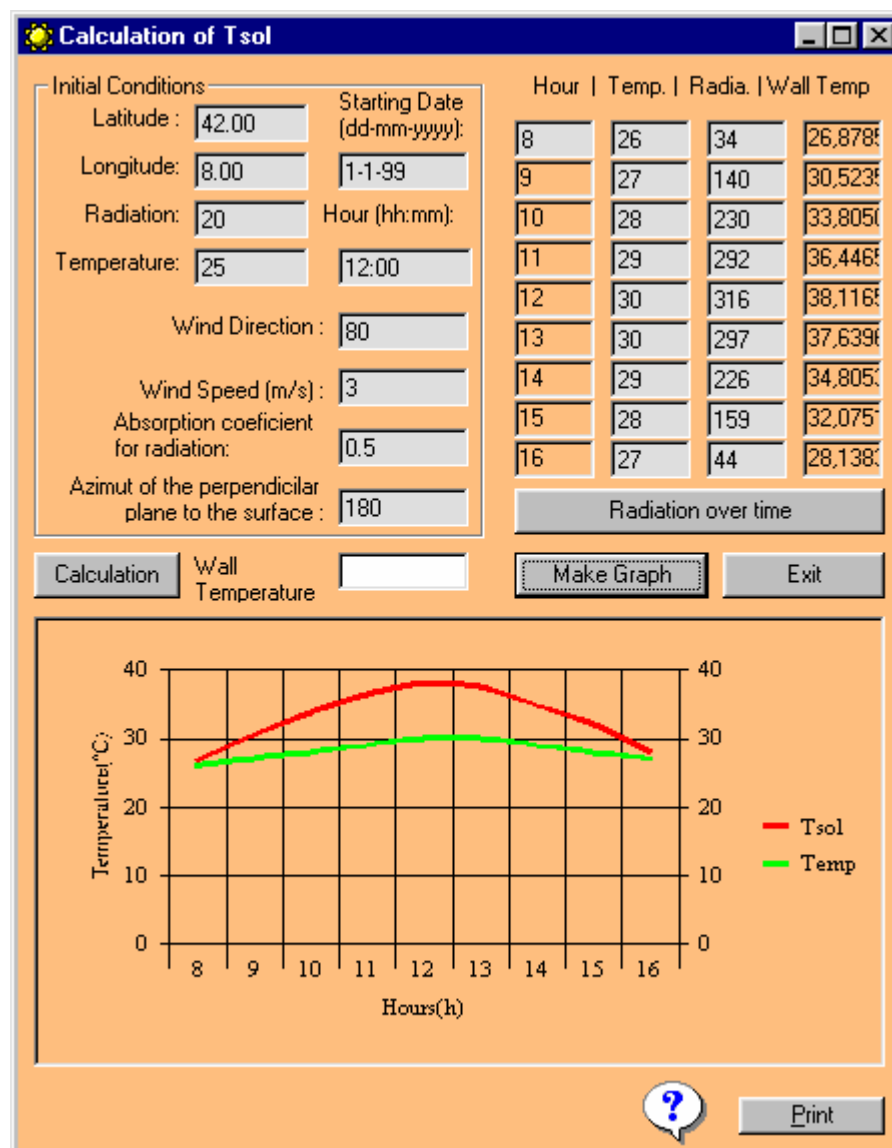 Calculation of Tsol
Initial Conditions
Latitude : 42.00
Starting Date
(dd-mm-yyyy):
Longitude: 8.00 1-1-99
Radiation: 20 Hour (hh:mm):
Temperature: 25 12:00
Wind Direction : 80
Wind Speed (m/s) : 3
Absorption coeficient
for radiation: 0.5
Azimut of the perpendicilar
plane to the surface : 180
Hour | Temp. | Radia. | Wall Temp
8 26 34 26,8785
9 27 140 30,5235
10 28 230 33,8050
11 29 292 36,4465
12 30 316 38,1165
13 30 297 37,6396
14 29 226 34,8053
15 28 159 32,0751
16 27 44 28,1383
Radiation over time
Calculation
Wall
Temperature
Make Graph
Exit
Temperature(°C)
40 40
30 30
20 20
10 10
0 0
8 9 10 11 12 13 14 15 16
Hours(h)
Tsol
Temp
?
Print